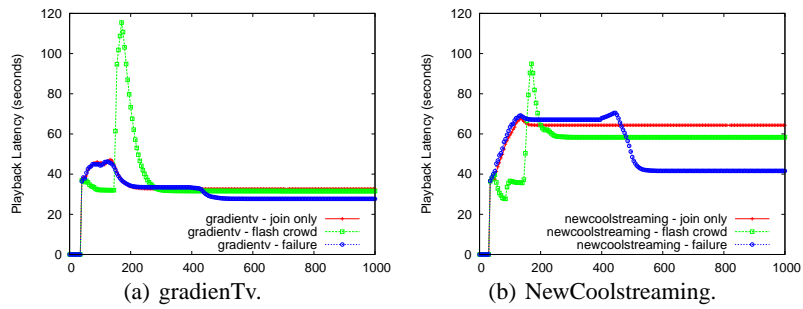 Playback Latency (seconds)
120
100
80
60
40
20
0
0 200 400 600 800 1000
gradientv - join only
gradientv - flash crowd
gradientv - failure
(a) gradienTv.
Playback Latency (seconds)
120
100
80
60
40
20
0
0 200 400 600 800 1000
newcoolstreaming - join only
newcoolstreaming - flash crowd
newcoolstreaming - failure
(b) NewCoolstreaming.